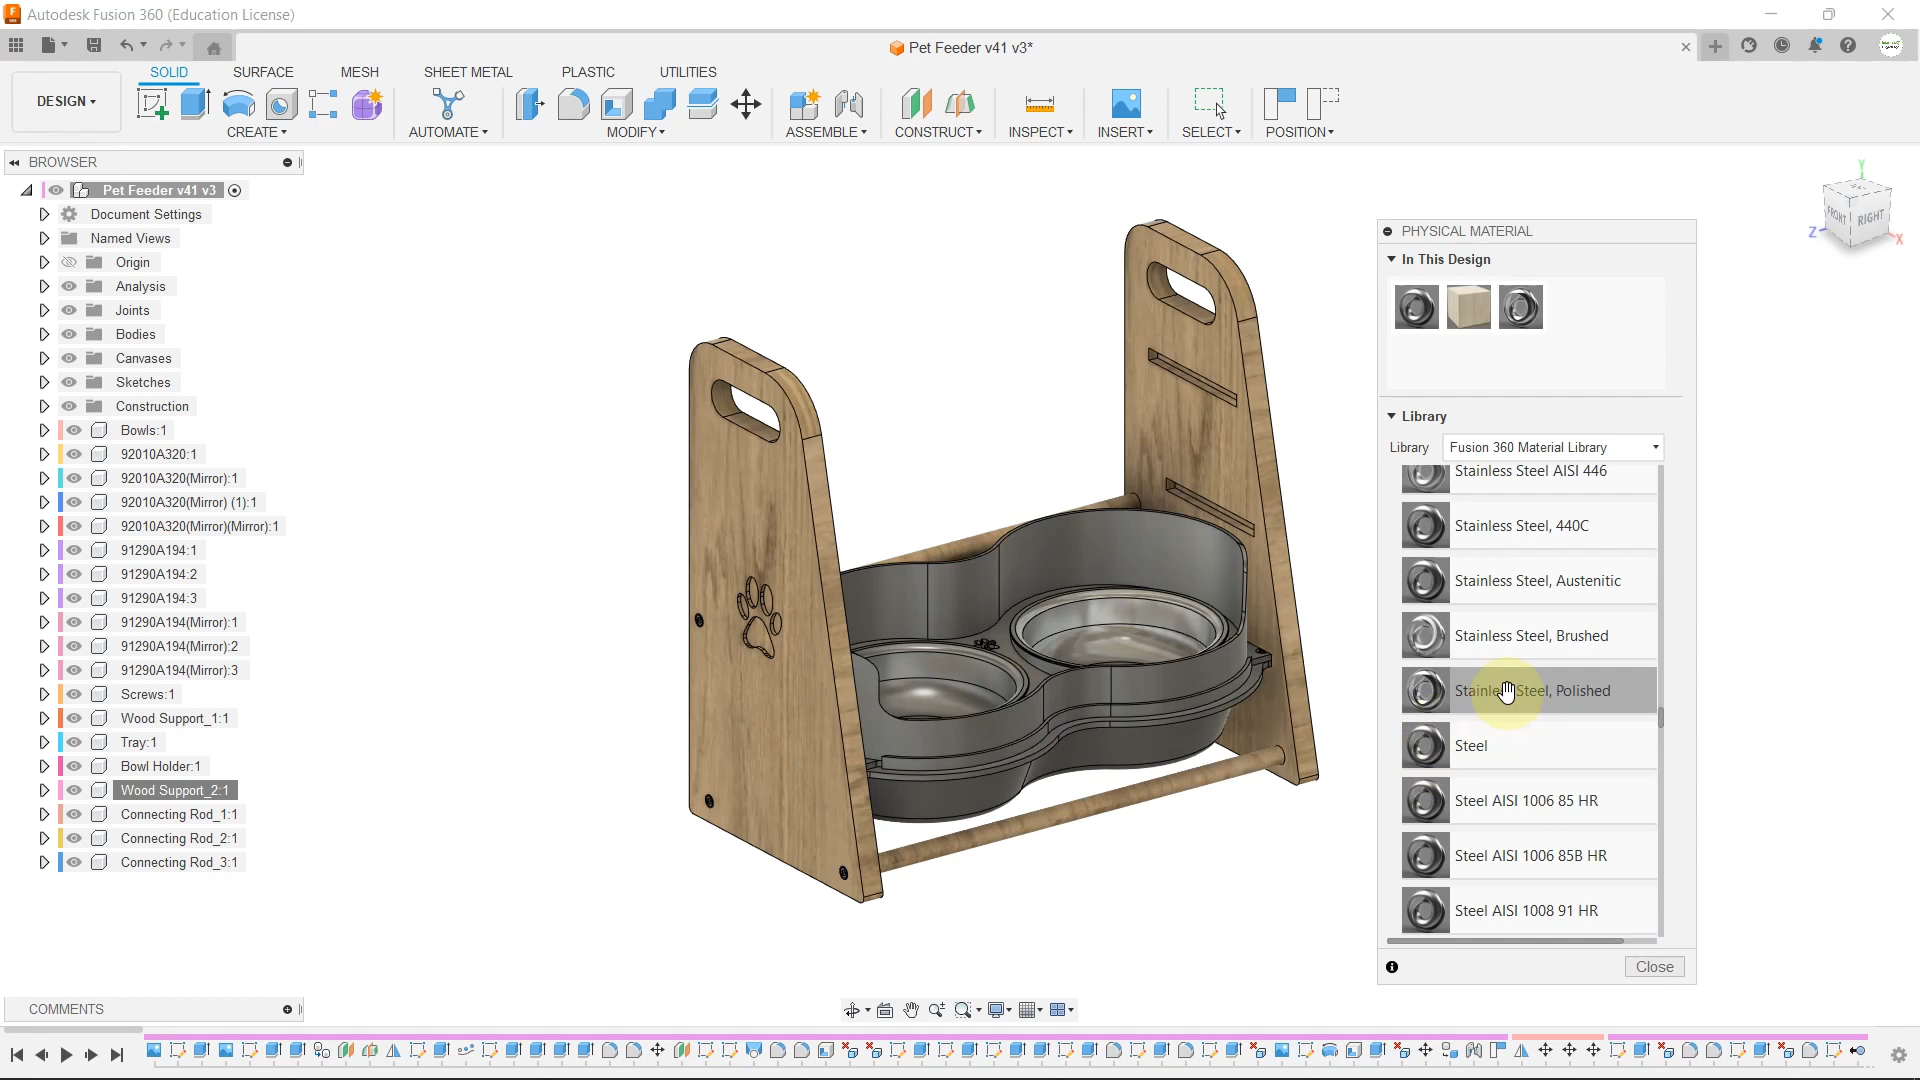 Autodesk Fusion 360 (Education License)
Pet Feeder v41 v3*
DESIGN
SOLID
SURFACE
MESH
SHEET METAL
PLASTIC
UTILITIES
CREATE
AUTOMATE
MODIFY
ASSEMBLE
CONSTRUCT
INSPECT
INSERT
SELECT
POSITION
BROWSER
Pet Feeder v41 v3
Document Settings
Named Views
Origin
Analysis
Joints
Bodies
Canvases
Sketches
Construction
Bowls:1
92010A320:1
92010A320(Mirror):1
92010A320(Mirror) (1):1
92010A320(Mirror)(Mirror):1
91290A194:1
91290A194:2
91290A194:3
91290A194(Mirror):1
91290A194(Mirror):2
91290A194(Mirror):3
Screws:1
Wood Support_1:1
Tray:1
Bowl Holder:1
Wood Support_2:1
Connecting Rod_1:1
Connecting Rod_2:1
Connecting Rod_3:1
Y
FRONT
RIGHT
Z
X
PHYSICAL MATERIAL
In This Design
Library
Library Fusion 360 Material Library
Stainless Steel AISI 446
Stainless Steel, 440C
Stainless Steel, Austenitic
Stainless Steel, Brushed
Stainless Steel, Polished
Steel
Steel AISI 1006 85 HR
Steel AISI 1006 85B HR
Steel AISI 1008 91 HR
Close
COMMENTS